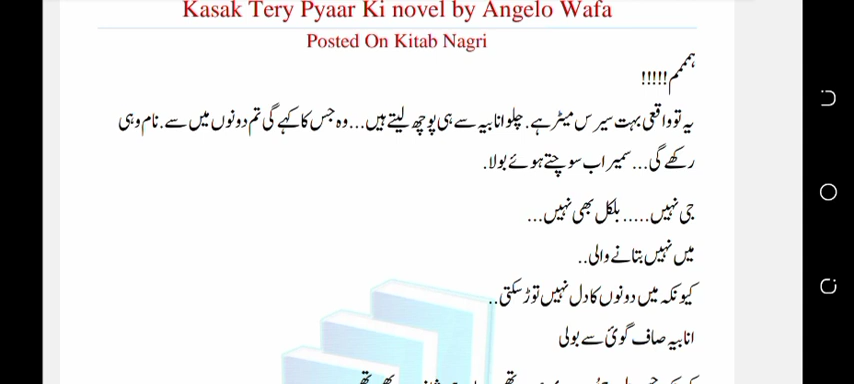 Kasak Tery Pyaar Ki novel by Angelo Wafa
Posted On Kitab Nagri
ہمممم!!!!!
یہ تو واقعی بہت سیرس میٹر ہے. چلو انابیہ سے ہی پوچھ لیتے ہیں...وہ جس کا کہے گی تم دونوں میں سے. نام وہی
رکھے گی...سمیر اب سوچتے ہوئے بولا.
جی نہیں.....بلکل بھی نہیں...
میں نہیں بتانے والی..
کیونکہ میں دونوں کا دل نہیں توڑ سکتی..
انابیہ صاف گوئ سے بولی